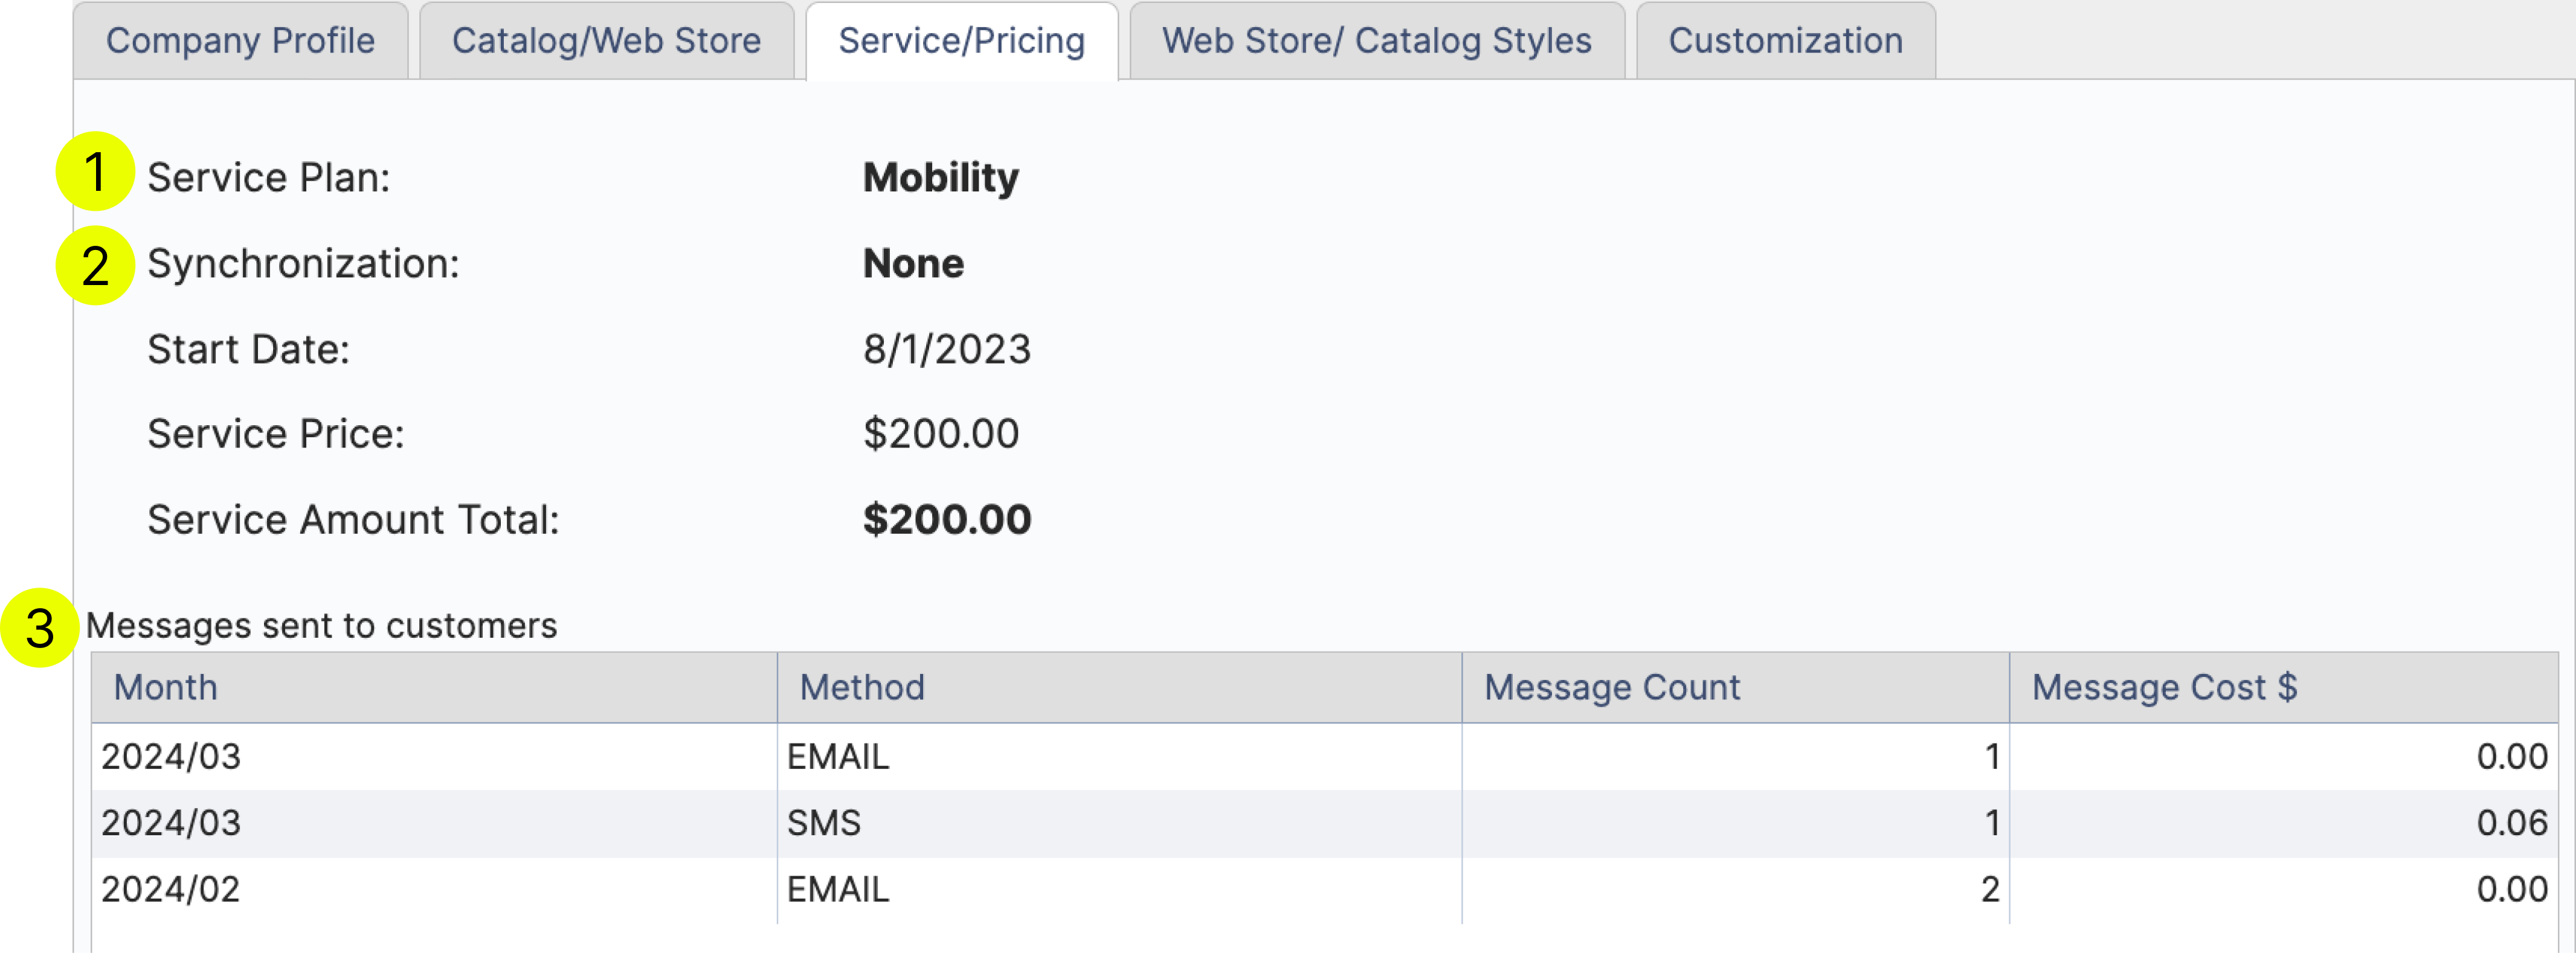 Company Profile Catalog/Web Store Service/Pricing Web Store/ Catalog Styles Customization
1 Service Plan: Mobility
2 Synchronization: None
Start Date: 8/1/2023
Service Price: $200.00
Service Amount Total: $200.00
3 Messages sent to customers
Month Method Message Count Message Cost $
2024/03 EMAIL 1 0.00
2024/03 SMS 1 0.06
2024/02 EMAIL 2 0.00